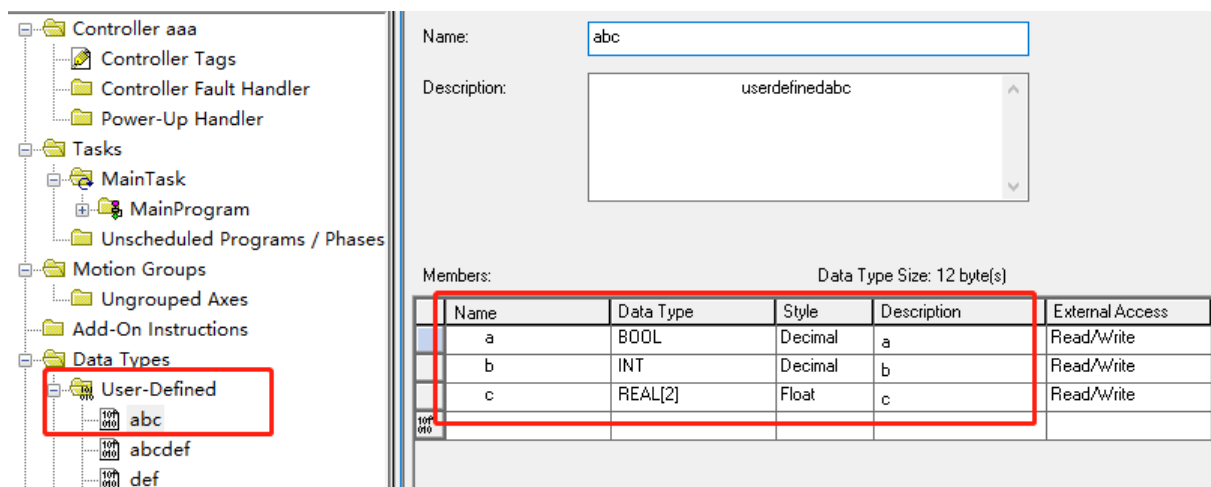 Controller aaa
Controller Tags
Controller Fault Handler
Power-Up Handler
Tasks
MainTask
MainProgram
Unscheduled Programs / Phases
Motion Groups
Ungrouped Axes
Add-On Instructions
Data Types
User-Defined
abc
abcdef
def
Name: abc
Description: userdefinedabc
Members: Data Type Size: 12 byte(s)
Name Data Type Style Description External Access
a BOOL Decimal a Read/Write
b INT Decimal b Read/Write
c REAL[2] Float c Read/Write